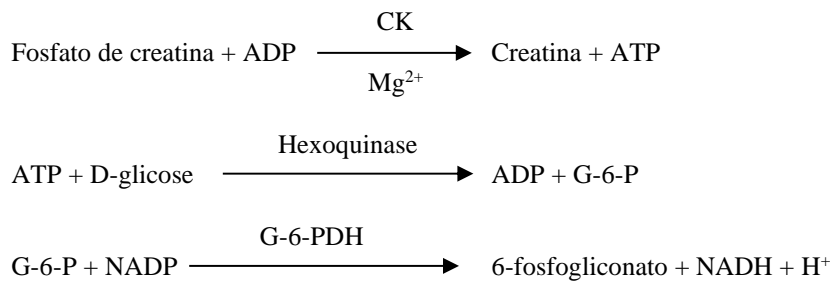 CK
Fosfato de creatina + ADP Creatina + ATP
Mg²⁺
Hexoquinase
ATP + D-glicose ADP + G-6-P
G-6-PDH
G-6-P + NADP 6-fosfogliconato + NADH + H⁺